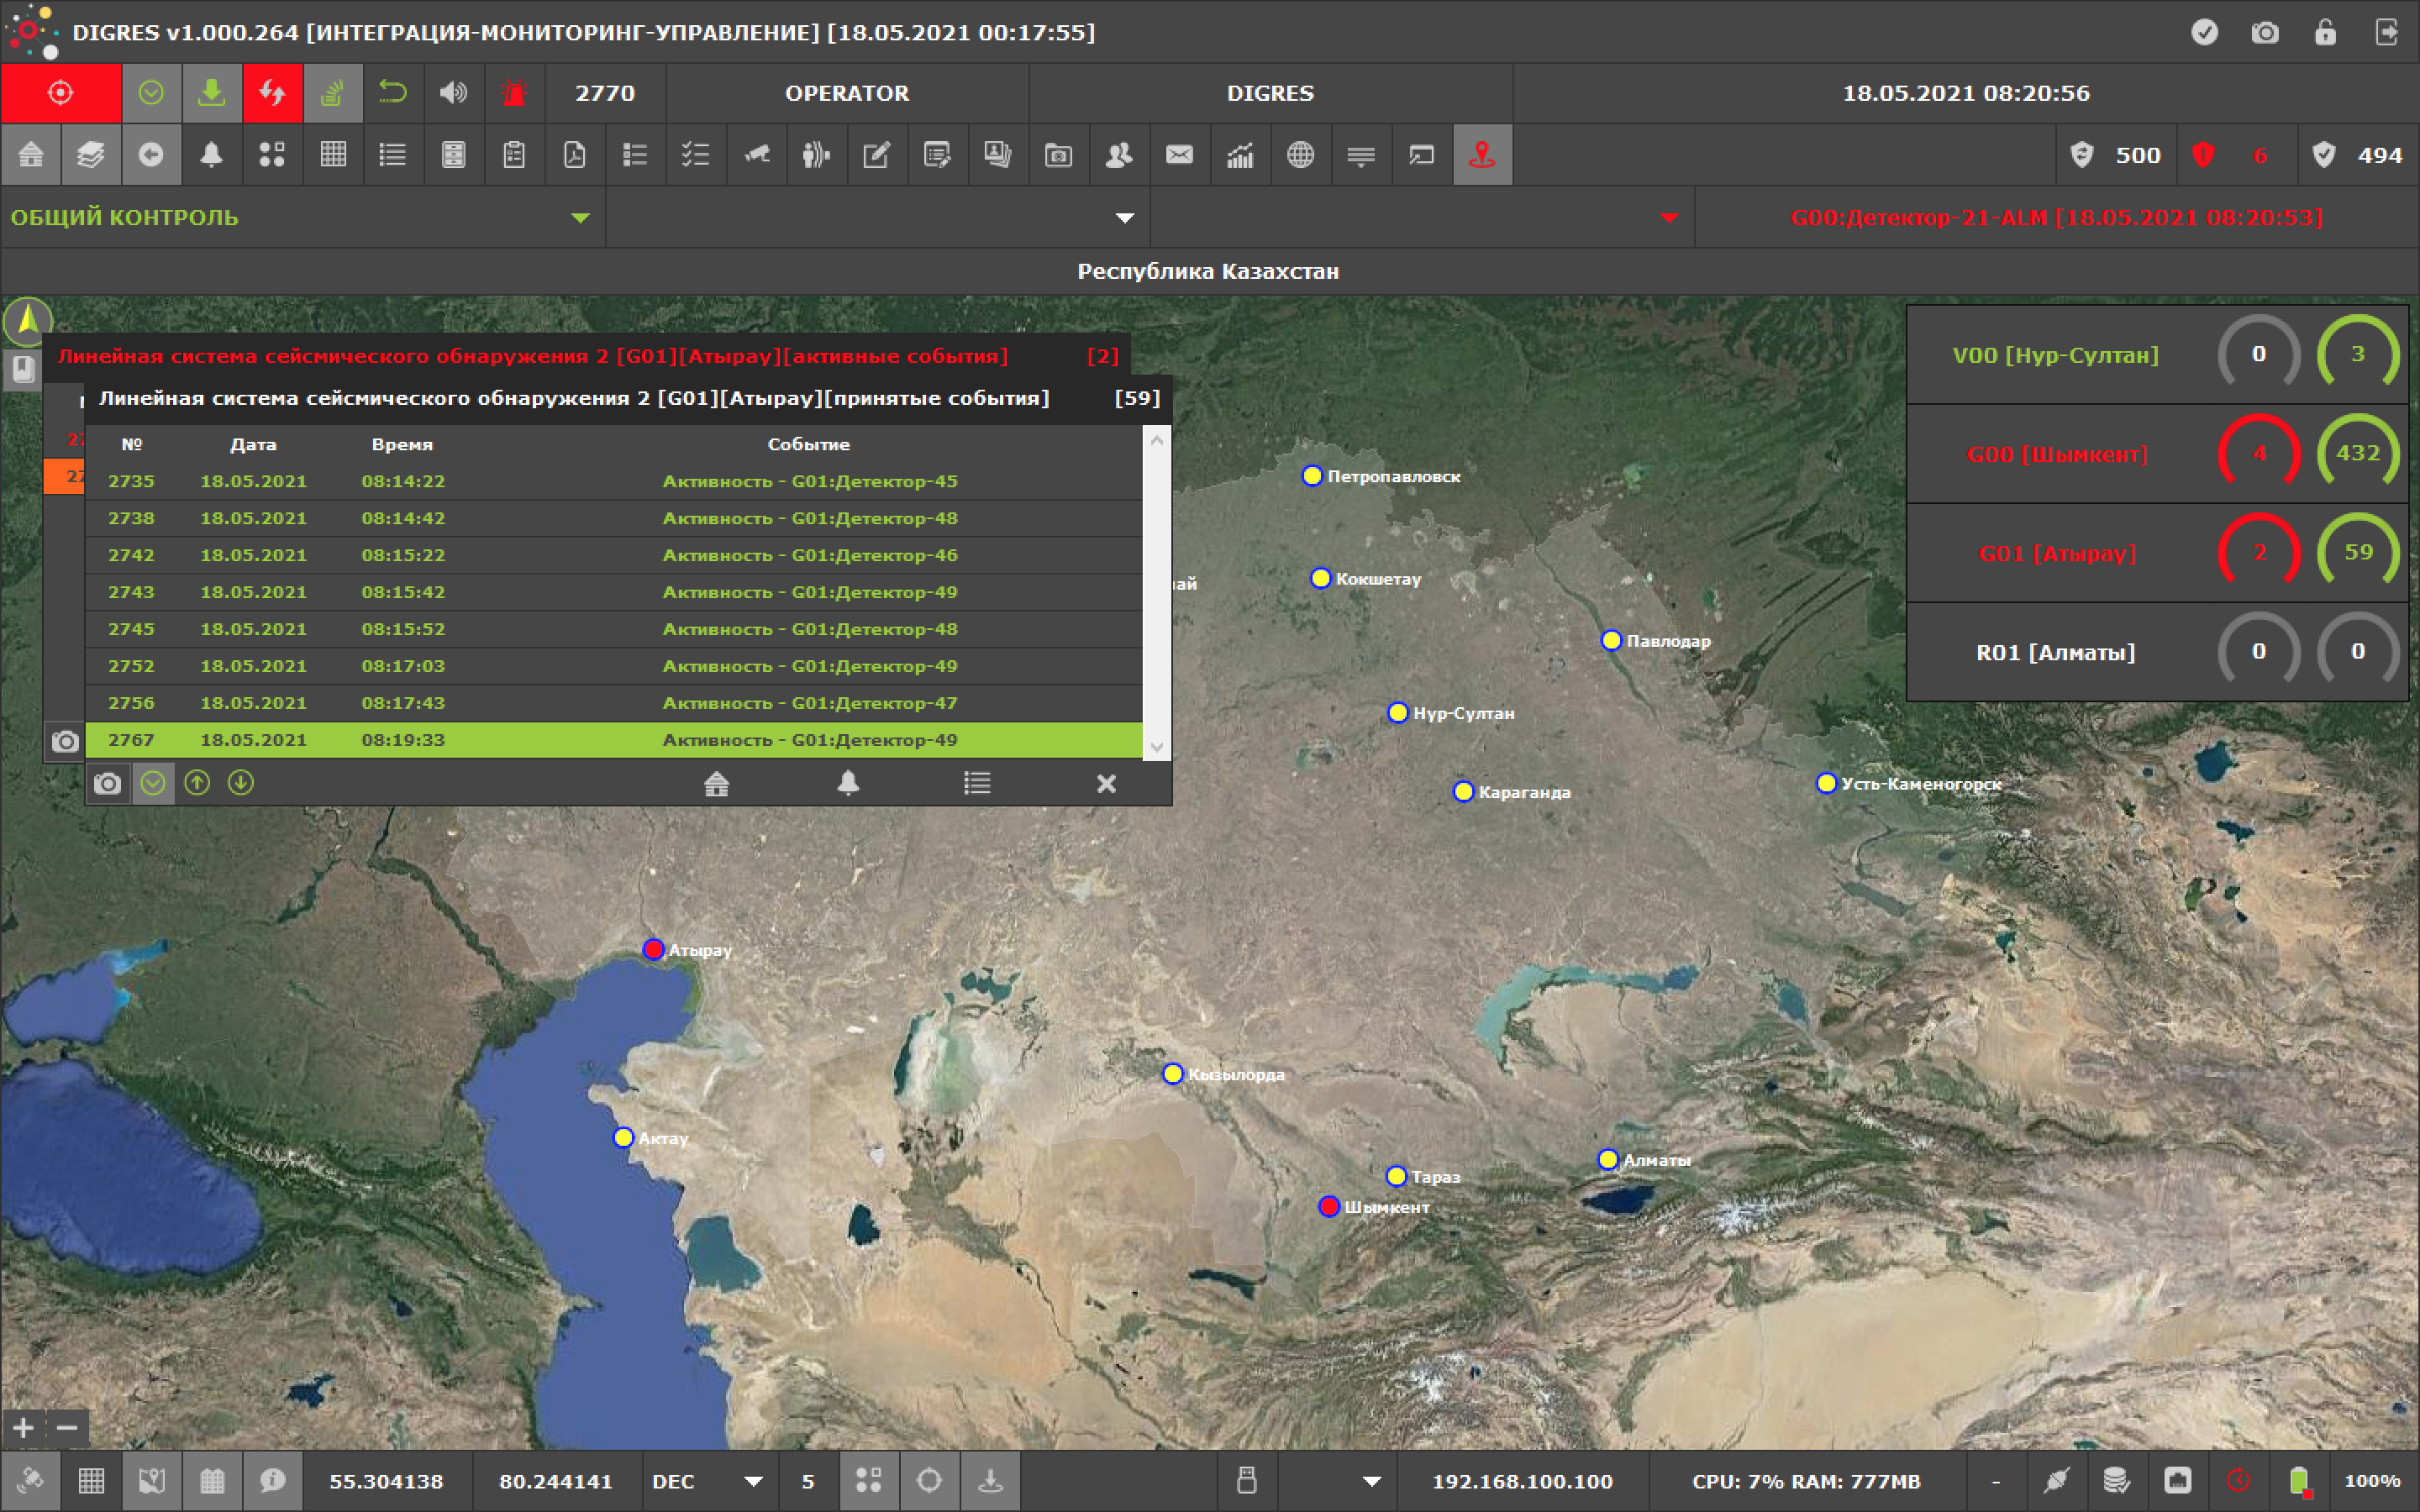 DIGRES v1.000.264 [ИНТЕГРАЦИЯ-МОНИТОРИНГ-УПРАВЛЕНИЕ] [18.05.2021 00:17:55]
2770 OPERATOR DIGRES 18.05.2021 08:20:56
500 6 494
ОБЩИЙ КОНТРОЛЬ G00:Детектор-21-ALM [18.05.2021 08:20:53]
Республика Казахстан
Линейная система сейсмического обнаружения 2 [G01][Атырау][активные события] [2]
Линейная система сейсмического обнаружения 2 [G01][Атырау][принятые события] [59]
№ Дата Время Событие
2735 18.05.2021 08:14:22 Активность - G01:Детектор-45
2738 18.05.2021 08:14:42 Активность - G01:Детектор-48
2742 18.05.2021 08:15:22 Активность - G01:Детектор-46
2743 18.05.2021 08:15:42 Активность - G01:Детектор-49
2745 18.05.2021 08:15:52 Активность - G01:Детектор-48
2752 18.05.2021 08:17:03 Активность - G01:Детектор-49
2756 18.05.2021 08:17:43 Активность - G01:Детектор-47
2767 18.05.2021 08:19:33 Активность - G01:Детектор-49
V00 [Нур-Султан] 0 3
G00 [Шымкент] 4 432
G01 [Атырау] 2 59
R01 [Алматы] 0 0
Петропавловск
Кокшетау
Павлодар
Нур-Султан
Усть-Каменогорск
Караганда
Атырау
Кызылорда
Актау
Алматы
Тараз
Шымкент
55.304138 80.244141 DEC 5 192.168.100.100 CPU: 7% RAM: 777MB - 100%